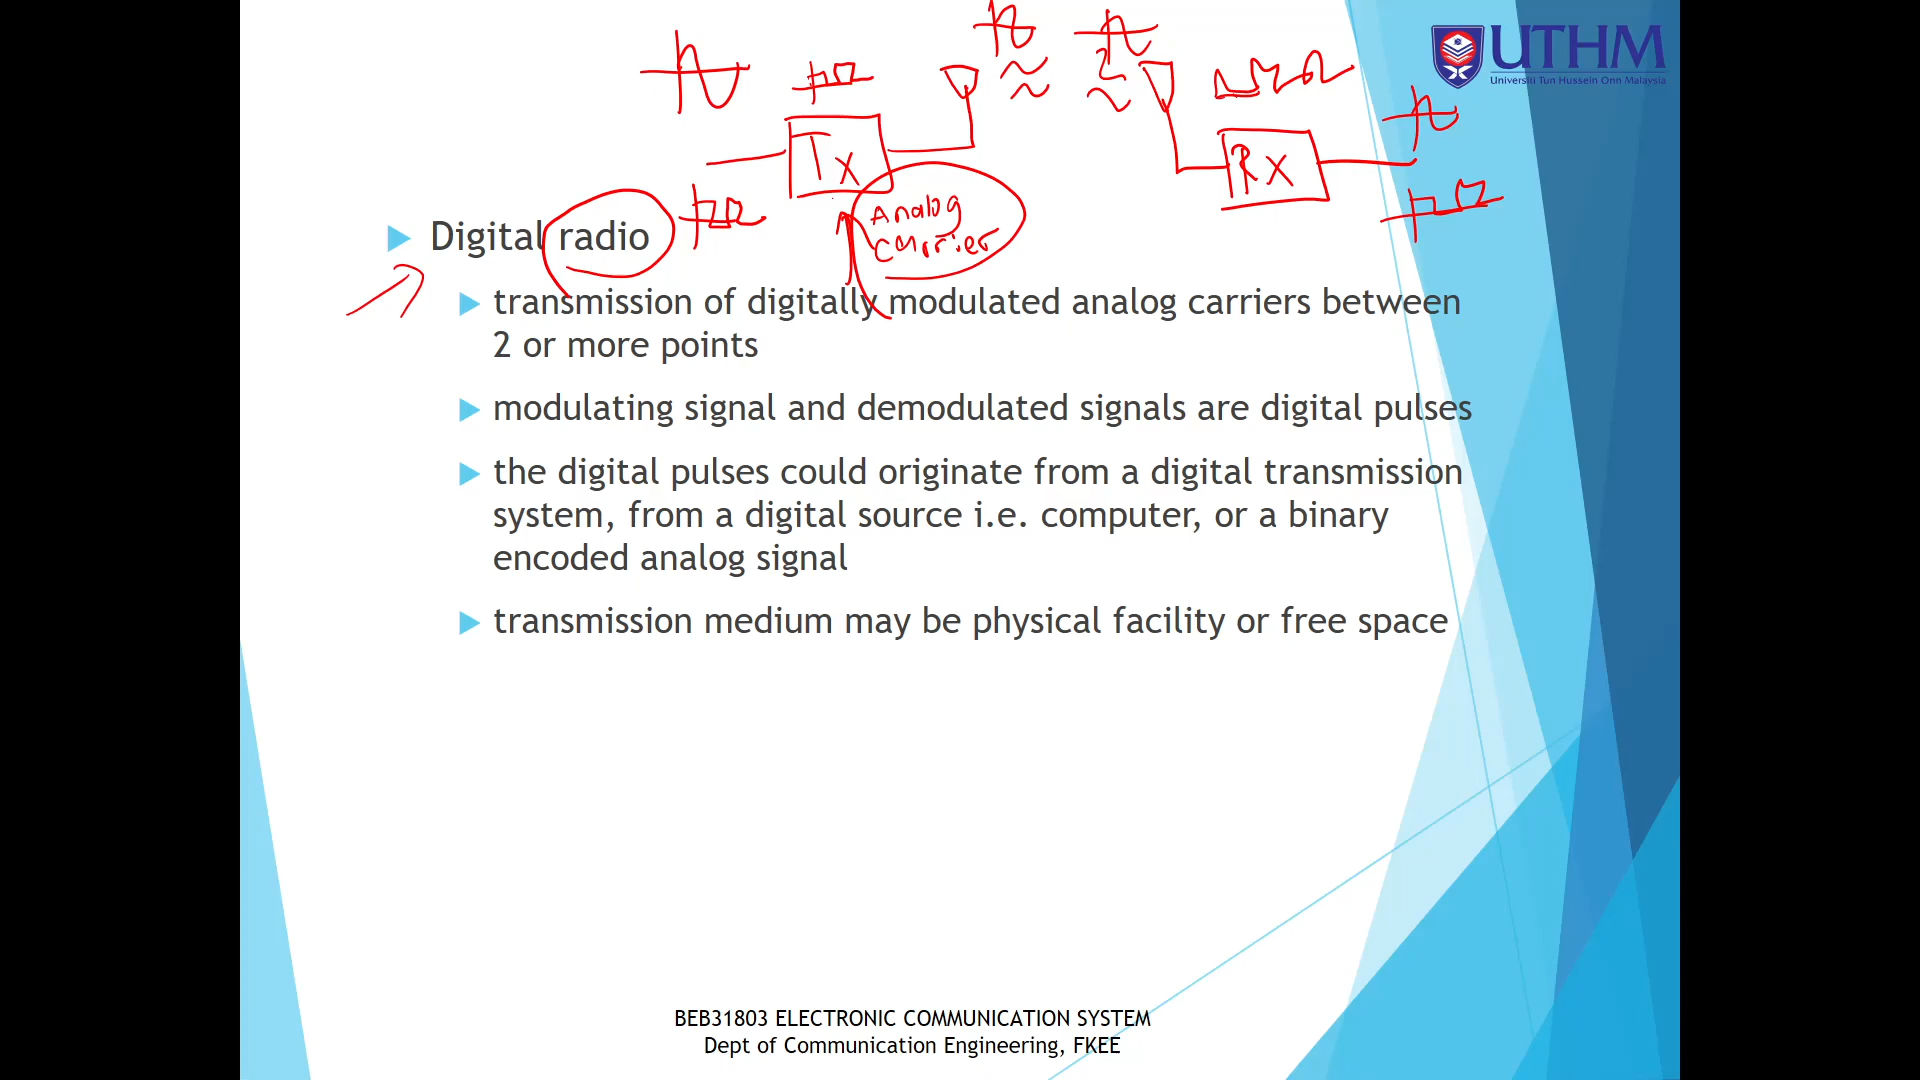 UTHM
Universiti Tun Hussein Onn Malaysia
Tx
Rx
Analog
carrier
Digital radio
transmission of digitally modulated analog carriers between
2 or more points
modulating signal and demodulated signals are digital pulses
the digital pulses could originate from a digital transmission
system, from a digital source i.e. computer, or a binary
encoded analog signal
transmission medium may be physical facility or free space
BEB31803 ELECTRONIC COMMUNICATION SYSTEM
Dept of Communication Engineering, FKEE